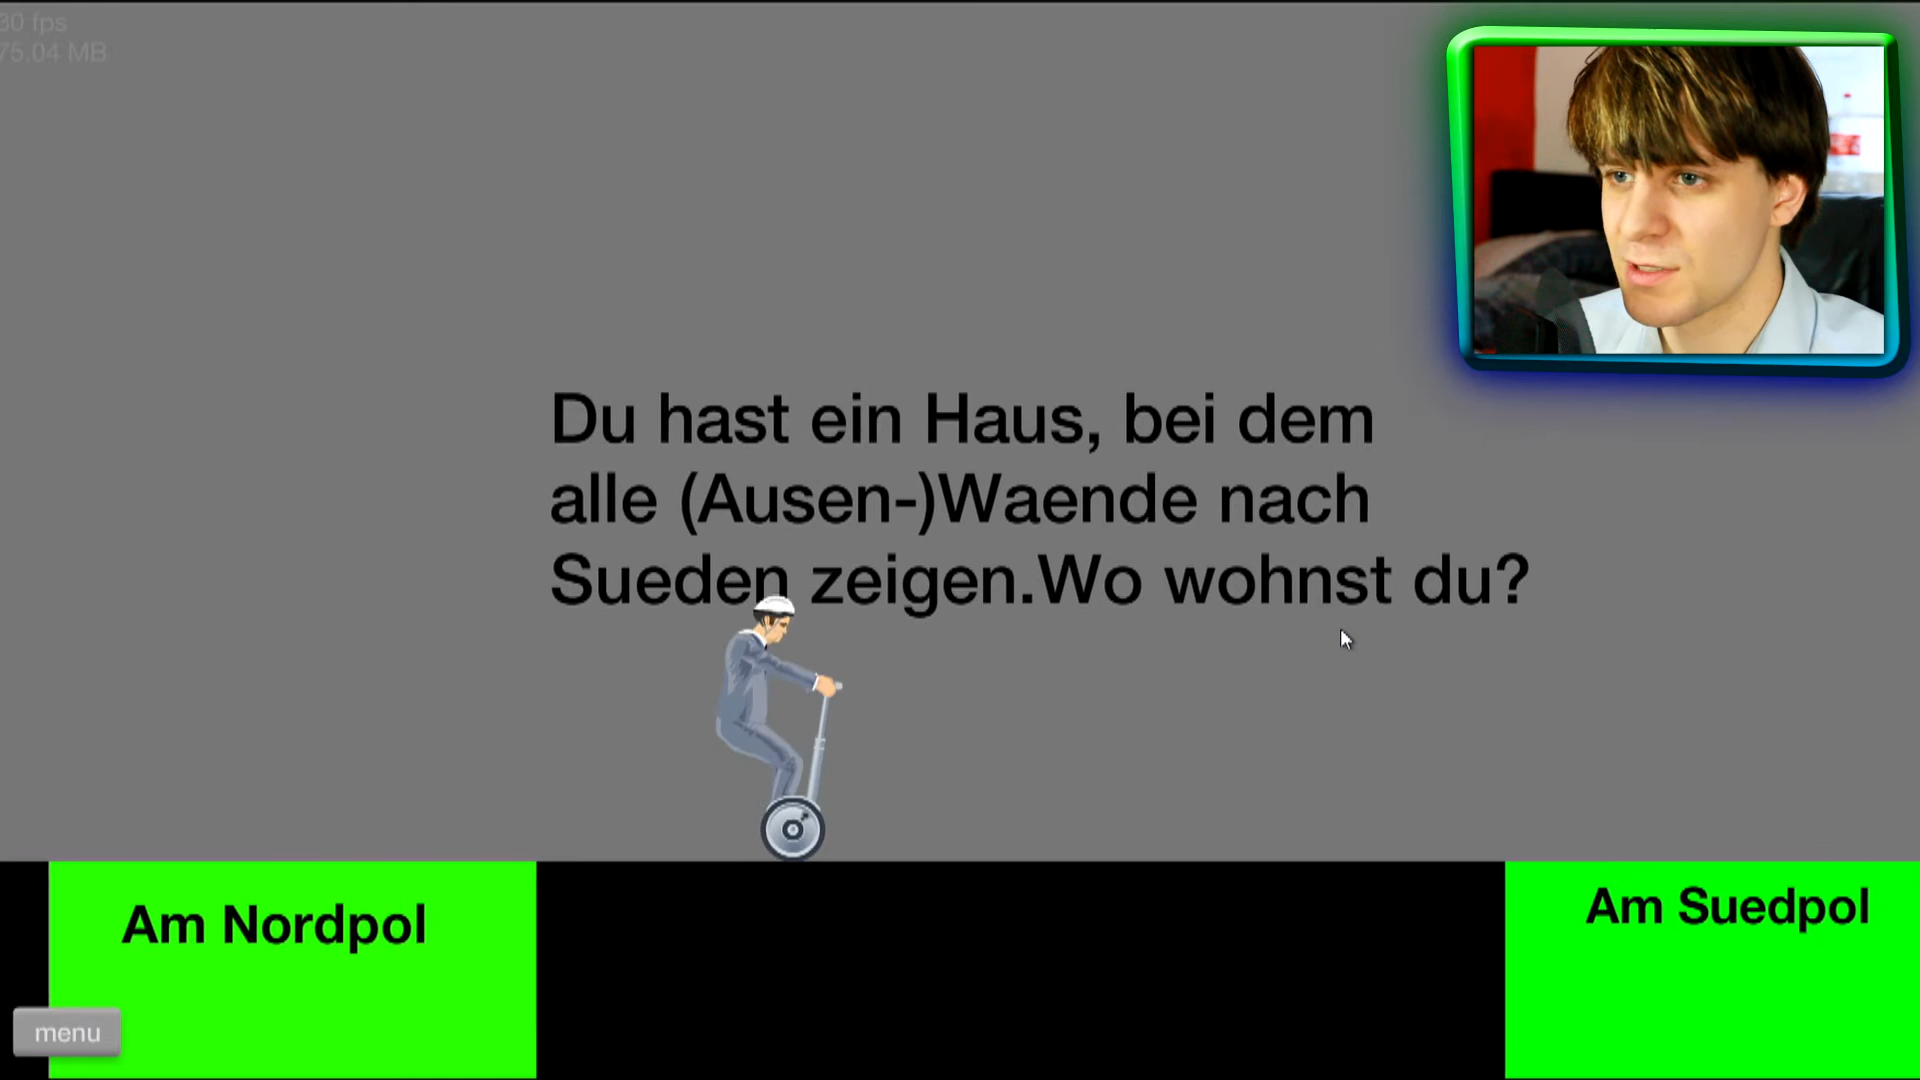 30 fps
75.04 MB
Du hast ein Haus, bei dem
alle (Ausen-)Waende nach
Sueden zeigen.Wo wohnst du?
Am Nordpol
Am Suedpol
menu